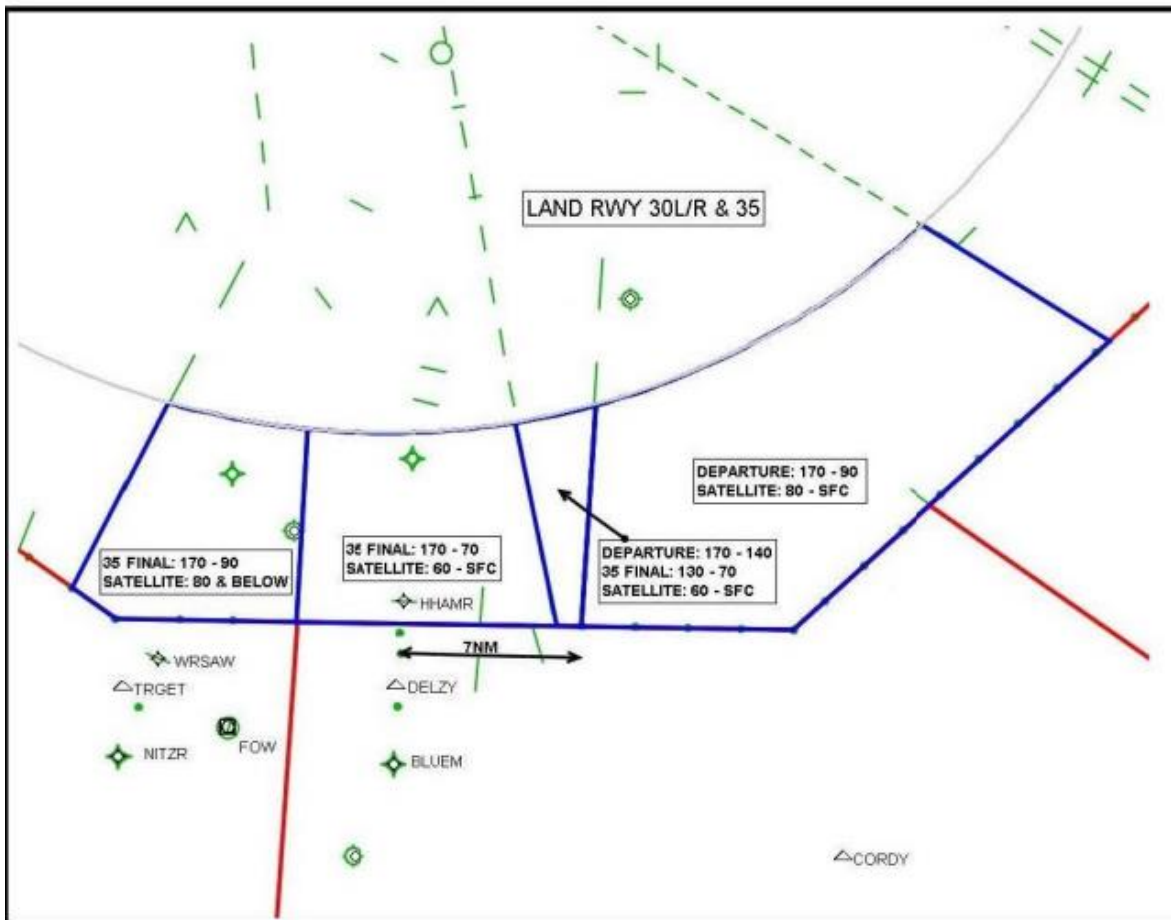 LAND RWY 30L/R & 35
DEPARTURE: 170 - 90
SATELLITE: 80 - SFC
35 FINAL: 170 - 90
SATELLITE: 80 & BELOW
35 FINAL: 170 - 70
SATELLITE: 60 - SFC
DEPARTURE: 170 - 140
35 FINAL: 130 - 70
SATELLITE: 60 - SFC
HHAMR
7NM
WRSAW
TRGET
DELZY
FOW
NITZR
BLUEM
CORDY